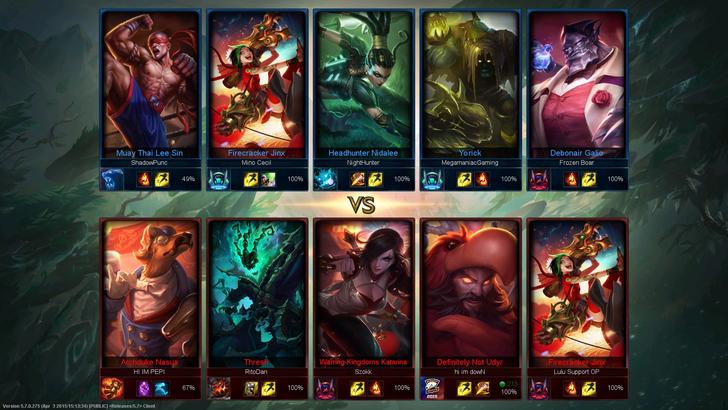 Muay Thai Lee Sin
ShadowPunc
49%
Firecracker Jinx
Mino Cecil
100%
Headhunter Nidalee
NightHunter
100%
Yorick
MegamaniacGaming
100%
Debonair Galio
Frozen Boar
100%
VS
Archduke Nasus
HI IM PEPI
67%
Thresh
RitoDan
100%
Warring-Kingdoms Katarina
Szokk
100%
Definitely Not Udyr
hi im dowN
213
100%
Firecracker Jinx
Lulu Support OP
100%